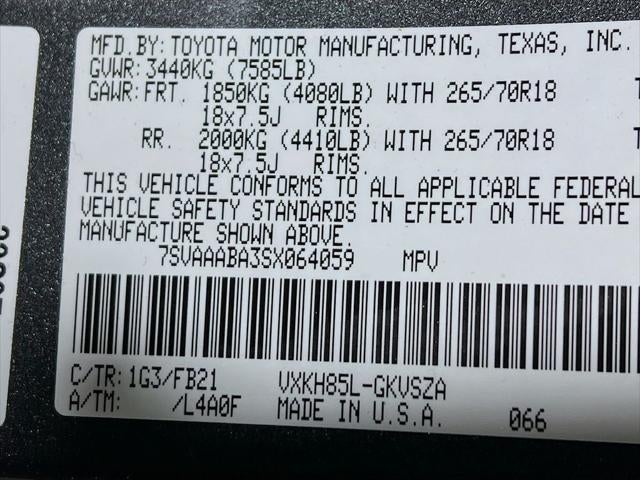 MFD.BY:TOYOTA MOTOR MANUFACTURING, TEXAS, INC.
GVWR:3440KG (7585LB)
GAWR:FRT. 1850KG (4080LB) WITH 265/70R18
18x7.5J RIMS.
RR. 2000KG (4410LB) WITH 265/70R18
18x7.5J RIMS.
THIS VEHICLE CONFORMS TO ALL APPLICABLE FEDERAL
VEHICLE SAFETY STANDARDS IN EFFECT ON THE DATE
MANUFACTURE SHOWN ABOVE.
7SVAAABA3SX064059 MPV
C/TR:1G3/FB21 VXKH85L-GKVSZA
A/TM: /L4A0F MADE IN U.S.A. 066